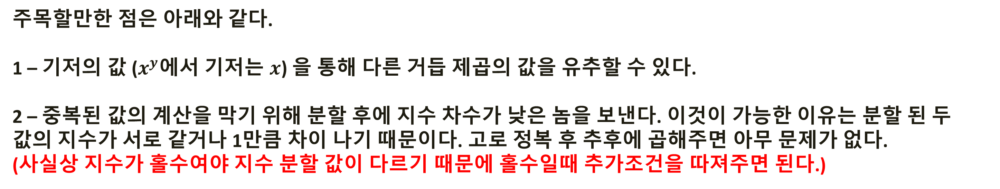 주목할만한 점은 아래와 같다.
1 – 기저의 값 (x^y에서 기저는 x) 을 통해 다른 거듭 제곱의 값을 유추할 수 있다.
2 – 중복된 값의 계산을 막기 위해 분할 후에 지수 차수가 낮은 놈을 보낸다. 이것이 가능한 이유는 분할 된 두
값의 지수가 서로 같거나 1만큼 차이 나기 때문이다. 고로 정복 후 추후에 곱해주면 아무 문제가 없다.
(사실상 지수가 홀수여야 지수 분할 값이 다르기 때문에 홀수일때 추가조건을 따져주면 된다.)